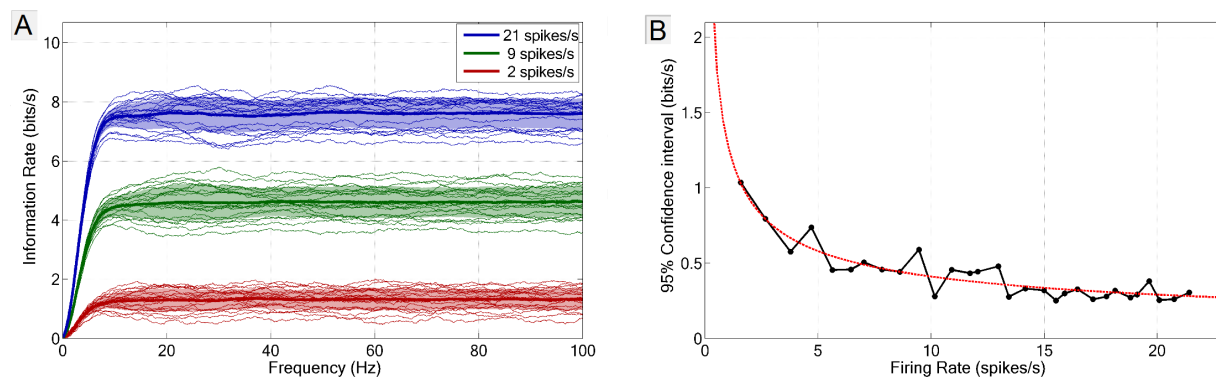 A
10
8
6
4
2
0
Information Rate (bits/s)
21 spikes/s
9 spikes/s
2 spikes/s
0
20
40
60
80
100
Frequency (Hz)
B
2
1.5
1
0.5
0
95% Confidence interval (bits/s)
0
5
10
15
20
Firing Rate (spikes/s)